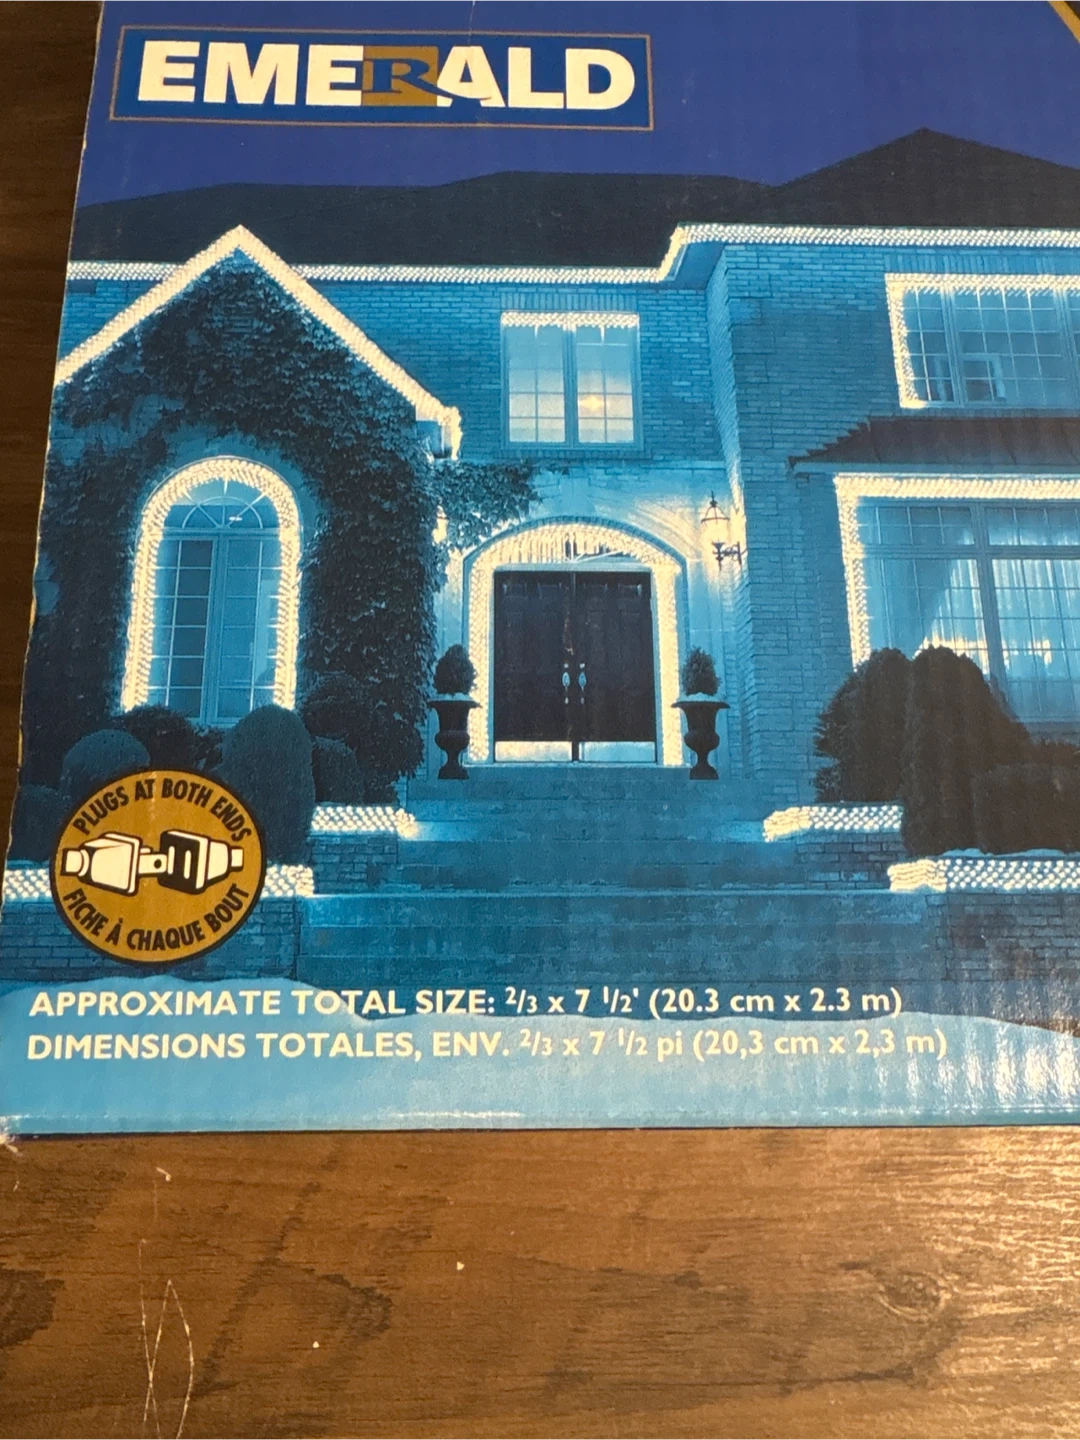 EMERALD
PLUGS AT BOTH ENDS
FICHE À CHAQUE BOUT
APPROXIMATE TOTAL SIZE: 2/3 x 7 1/2' (20.3 cm x 2.3 m)
DIMENSIONS TOTALES, ENV. 2/3 x 7 1/2 pi (20,3 cm x 2,3 m)